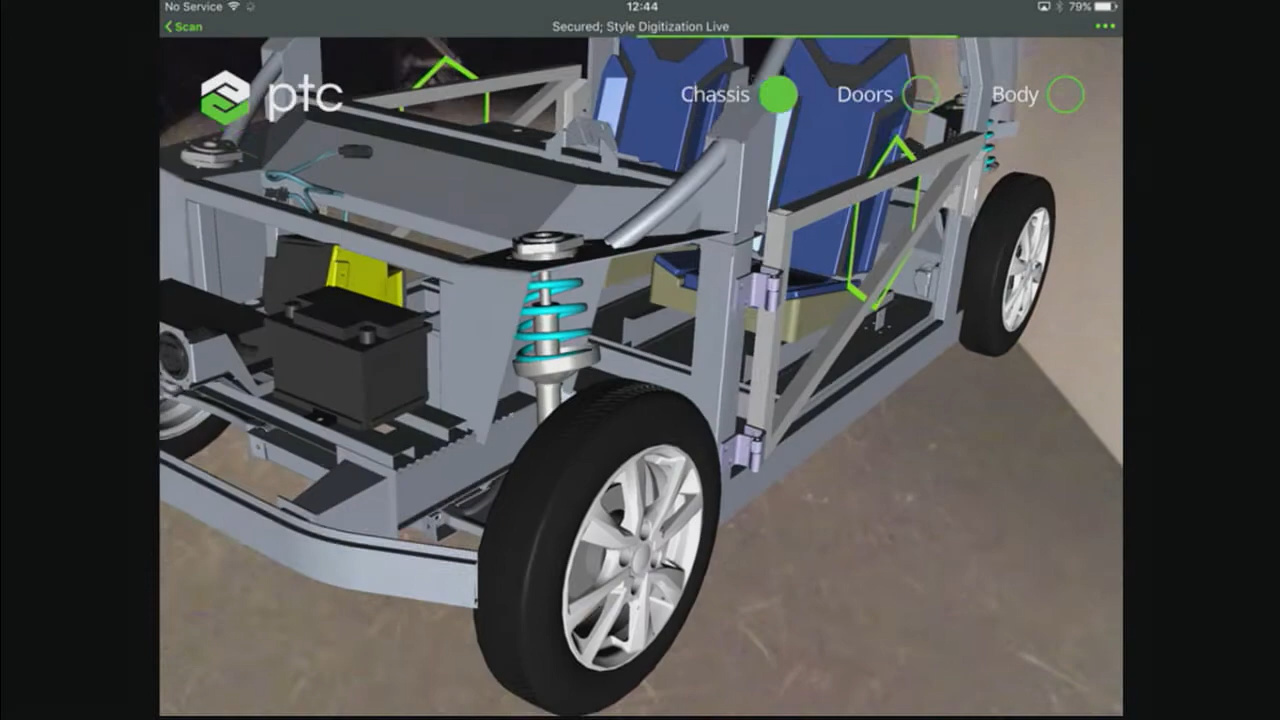 No Service 12:44 79%
Scan Secured; Style Digitization Live
ptc Chassis Doors Body